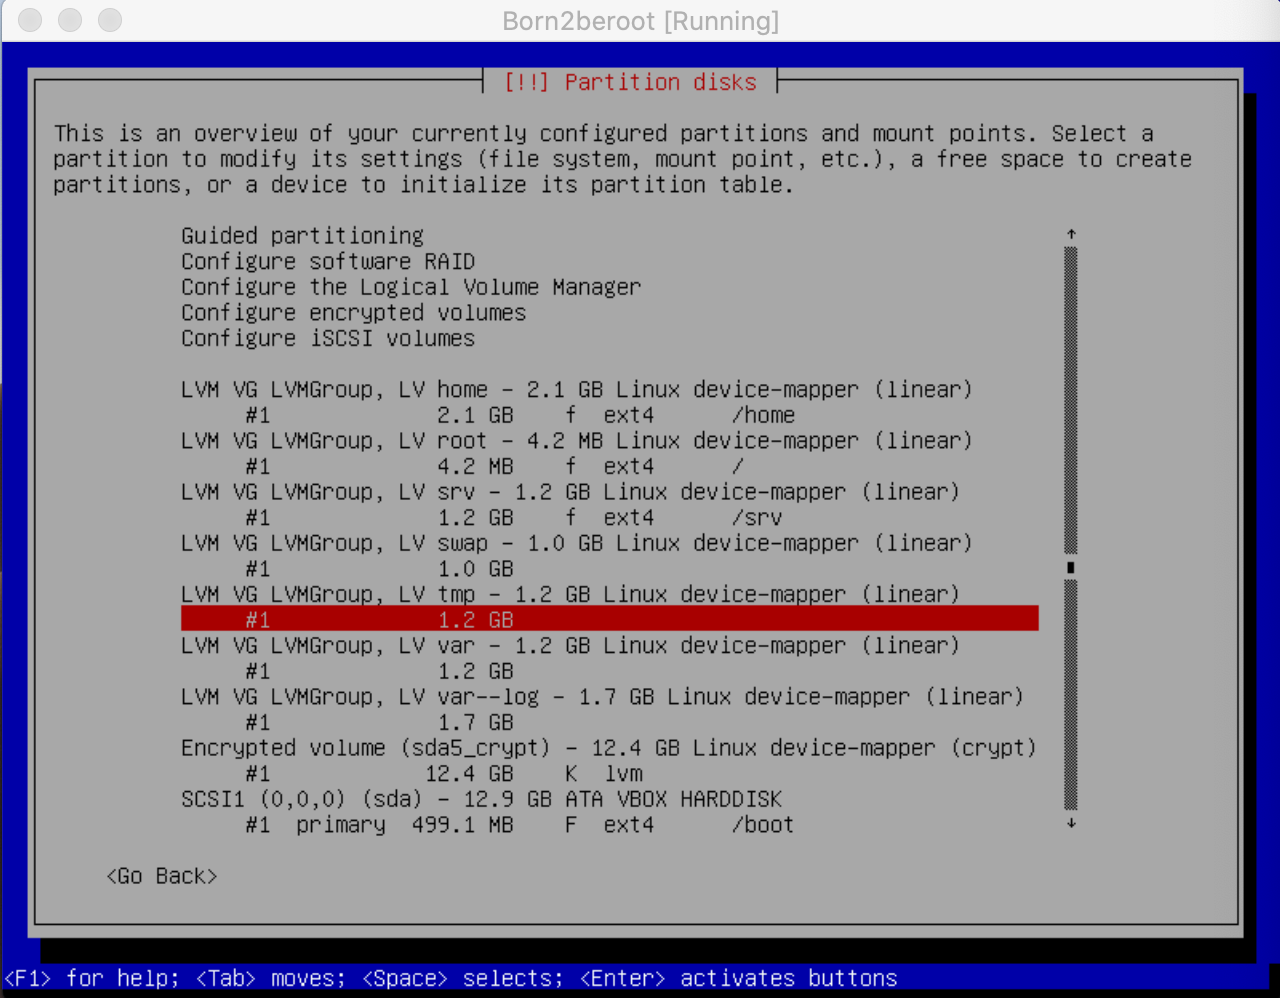 Born2beroot [Running]
[!!] Partition disks
This is an overview of your currently configured partitions and mount points. Select a
partition to modify its settings (file system, mount point, etc.), a free space to create
partitions, or a device to initialize its partition table.
Guided partitioning
Configure software RAID
Configure the Logical Volume Manager
Configure encrypted volumes
Configure iSCSI volumes
LVM VG LVMGroup, LV home - 2.1 GB Linux device-mapper (linear)
#1 2.1 GB f ext4 /home
LVM VG LVMGroup, LV root - 4.2 MB Linux device-mapper (linear)
#1 4.2 MB f ext4 /
LVM VG LVMGroup, LV srv - 1.2 GB Linux device-mapper (linear)
#1 1.2 GB f ext4 /srv
LVM VG LVMGroup, LV swap - 1.0 GB Linux device-mapper (linear)
#1 1.0 GB
LVM VG LVMGroup, LV tmp - 1.2 GB Linux device-mapper (linear)
#1 1.2 GB
LVM VG LVMGroup, LV var - 1.2 GB Linux device-mapper (linear)
#1 1.2 GB
LVM VG LVMGroup, LV var--log - 1.7 GB Linux device-mapper (linear)
#1 1.7 GB
Encrypted volume (sda5_crypt) - 12.4 GB Linux device-mapper (crypt)
#1 12.4 GB K lvm
SCSI1 (0,0,0) (sda) - 12.9 GB ATA VBOX HARDDISK
#1 primary 499.1 MB F ext4 /boot
<Go Back>
<F1> for help; <Tab> moves; <Space> selects; <Enter> activates buttons